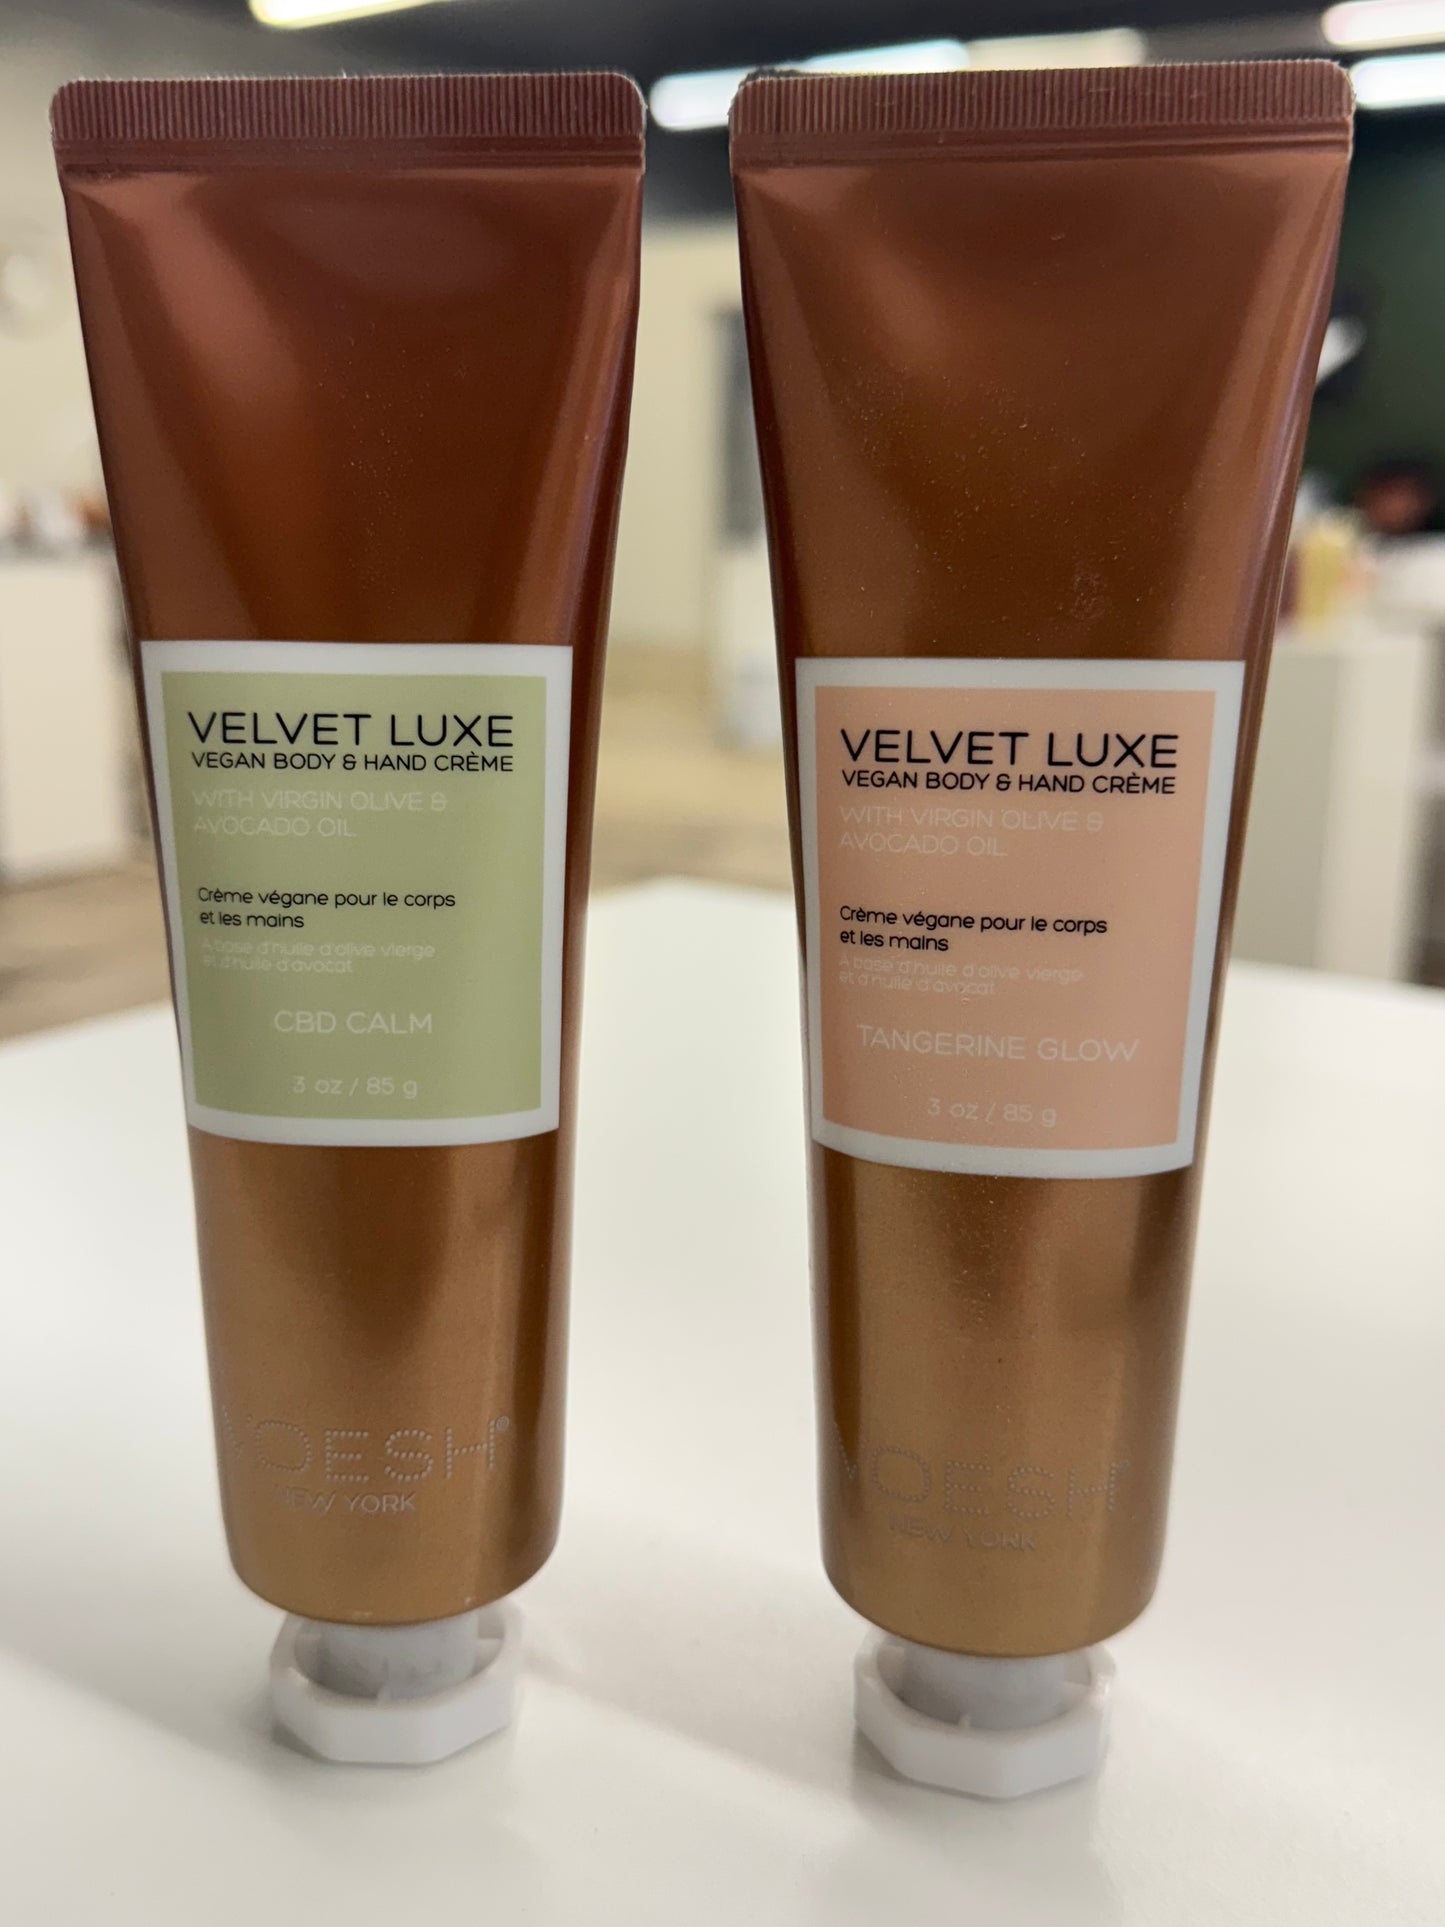 VELVET LUXE
VEGAN BODY & HAND CRÈME
WITH VIRGIN OLIVE &
AVOCADO OIL
Crème végane pour le corps
et les mains
À base d'huile d'olive vierge
et d'huile d'avocat
CBD CALM
3 oz / 85 g
VOESH®
NEW YORK
VELVET LUXE
VEGAN BODY & HAND CRÈME
WITH VIRGIN OLIVE &
AVOCADO OIL
Crème végane pour le corps
et les mains
À base d'huile d'olive vierge
et d'huile d'avocat
TANGERINE GLOW
3 oz / 85 g
VOESH®
NEW YORK